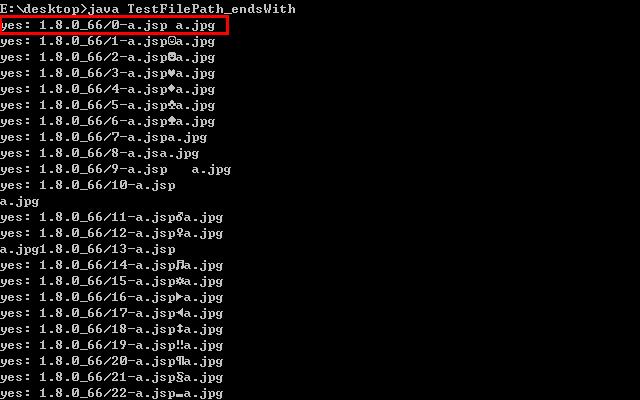 E:\desktop>java TestFilePath_endsWith
yes: 1.8.0_66/0-a.jsp a.jpg
yes: 1.8.0_66/1-a.jsp☺a.jpg
yes: 1.8.0_66/2-a.jsp☻a.jpg
yes: 1.8.0_66/3-a.jsp♥a.jpg
yes: 1.8.0_66/4-a.jsp♦a.jpg
yes: 1.8.0_66/5-a.jsp♣a.jpg
yes: 1.8.0_66/6-a.jsp♠a.jpg
yes: 1.8.0_66/7-a.jspa.jpg
yes: 1.8.0_66/8-a.jsa.jpg
yes: 1.8.0_66/9-a.jsp   a.jpg
yes: 1.8.0_66/10-a.jsp
a.jpg
yes: 1.8.0_66/11-a.jsp♂a.jpg
yes: 1.8.0_66/12-a.jsp♀a.jpg
a.jpg1.8.0_66/13-a.jsp
yes: 1.8.0_66/14-a.jsp♫a.jpg
yes: 1.8.0_66/15-a.jsp☼a.jpg
yes: 1.8.0_66/16-a.jsp►a.jpg
yes: 1.8.0_66/17-a.jsp◄a.jpg
yes: 1.8.0_66/18-a.jsp↕a.jpg
yes: 1.8.0_66/19-a.jsp‼a.jpg
yes: 1.8.0_66/20-a.jsp¶a.jpg
yes: 1.8.0_66/21-a.jsp§a.jpg
yes: 1.8.0_66/22-a.jsp▬a.jpg